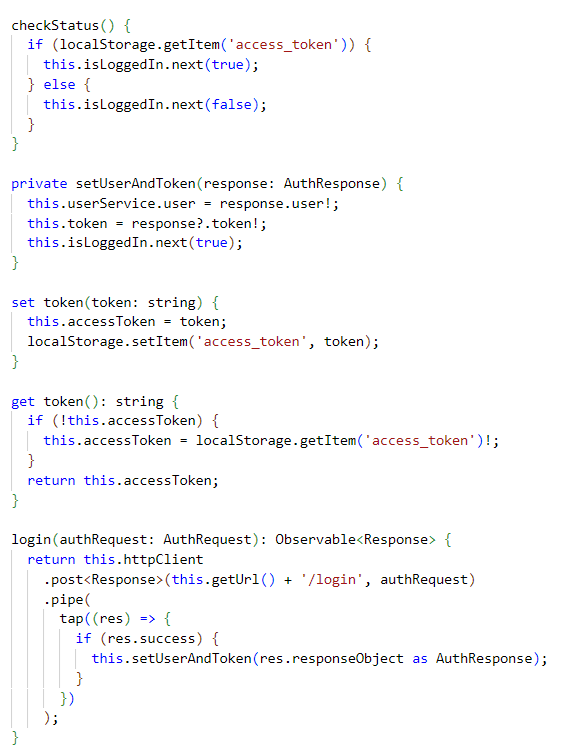 checkStatus() {
  if (localStorage.getItem('access_token')) {
    this.isLoggedIn.next(true);
  } else {
    this.isLoggedIn.next(false);
  }
}

private setUserAndToken(response: AuthResponse) {
  this.userService.user = response.user!;
  this.token = response?.token!;
  this.isLoggedIn.next(true);
}

set token(token: string) {
  this.accessToken = token;
  localStorage.setItem('access_token', token);
}

get token(): string {
  if (!this.accessToken) {
    this.accessToken = localStorage.getItem('access_token')!;
  }
  return this.accessToken;
}

login(authRequest: AuthRequest): Observable<Response> {
  return this.httpClient
    .post<Response>(this.getUrl() + '/login', authRequest)
    .pipe(
      tap((res) => {
        if (res.success) {
          this.setUserAndToken(res.responseObject as AuthResponse);
        }
      })
    );
}